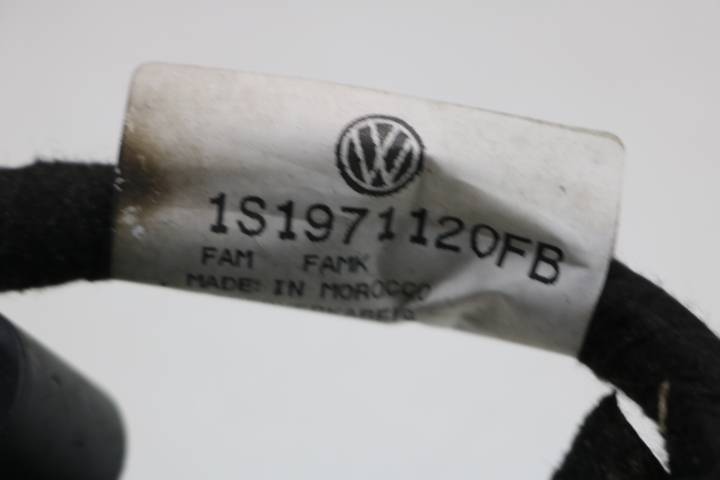 1S1971120FB
FAM FAMK
MADE IN MOROCCO